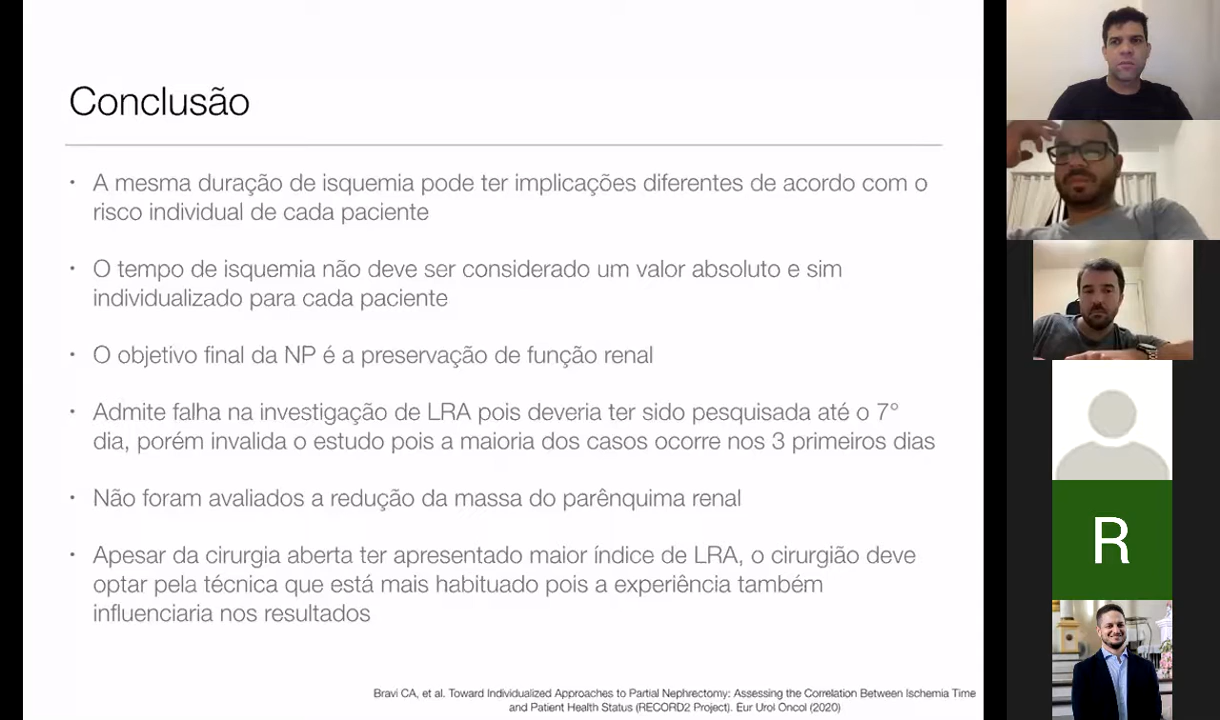 Conclusão
• A mesma duração de isquemia pode ter implicações diferentes de acordo com o
risco individual de cada paciente
• O tempo de isquemia não deve ser considerado um valor absoluto e sim
individualizado para cada paciente
• O objetivo final da NP é a preservação de função renal
• Admite falha na investigação de LRA pois deveria ter sido pesquisada até o 7°
dia, porém invalida o estudo pois a maioria dos casos ocorre nos 3 primeiros dias
• Não foram avaliados a redução da massa do parênquima renal
• Apesar da cirurgia aberta ter apresentado maior índice de LRA, o cirurgião deve
optar pela técnica que está mais habituado pois a experiência também
influenciaria nos resultados
Bravi CA, et al. Toward Individualized Approaches to Partial Nephrectomy: Assessing the Correlation Between Ischemia Time
and Patient Health Status (RECORD2 Project). Eur Urol Oncol (2020)
R